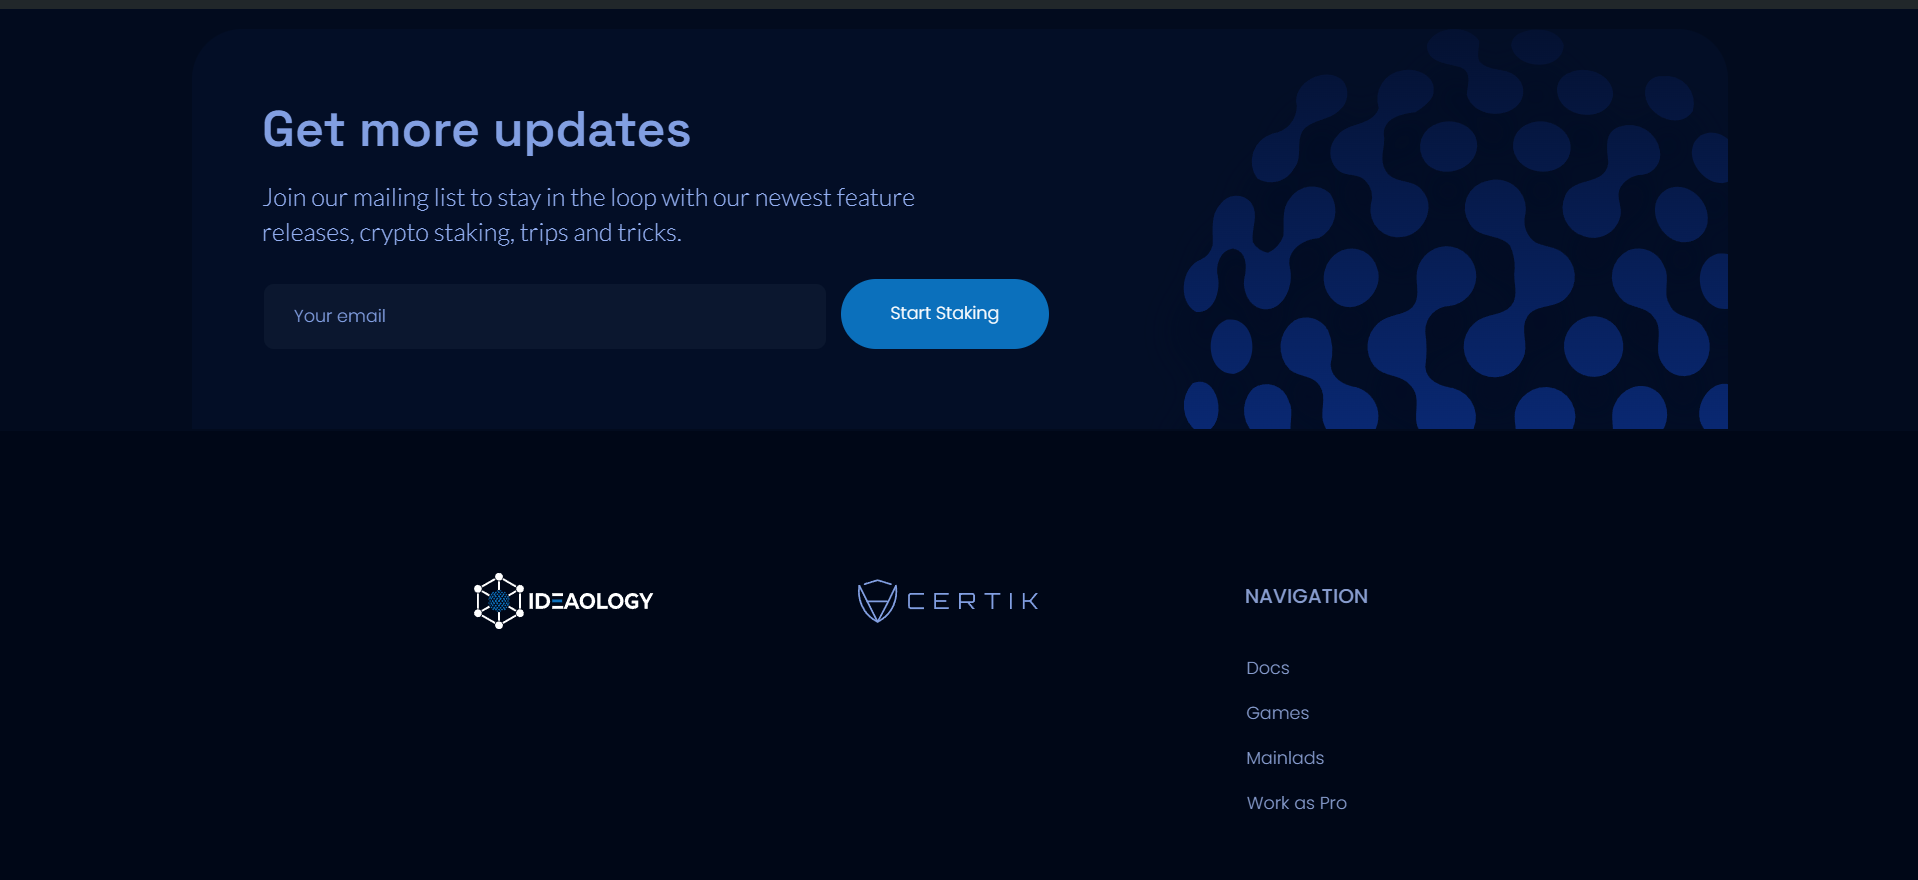 Get more updates
Join our mailing list to stay in the loop with our newest feature
releases, crypto staking, trips and tricks.
Your email
Start Staking
IDEAOLOGY
CERTIK
NAVIGATION
Docs
Games
Mainlads
Work as Pro